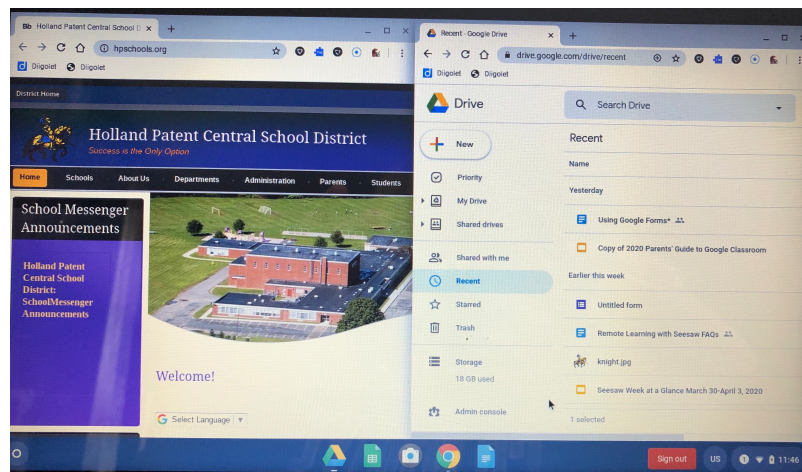 Bb Holland Patent Central School D
hpschools.org
Diigolet Diigolet
District Home
Holland Patent Central School District
Success is the Only Option
Home Schools About Us Departments Administration Parents Students
School Messenger
Announcements
Holland Patent
Central School
District:
SchoolMessenger
Announcements
Welcome!
G Select Language
Recent - Google Drive
drive.google.com/drive/recent
Diigolet Diigolet
Drive
Search Drive
New
Priority
My Drive
Shared drives
Shared with me
Recent
Starred
Trash
Storage
18 GB used
Admin console
Recent
Name
Yesterday
Using Google Forms*
Copy of 2020 Parents' Guide to Google Classroom
Earlier this week
Untitled form
Remote Learning with Seesaw FAQs
knight.jpg
Seesaw Week at a Glance March 30-April 3, 2020
1 selected
Sign out US 1 11:46